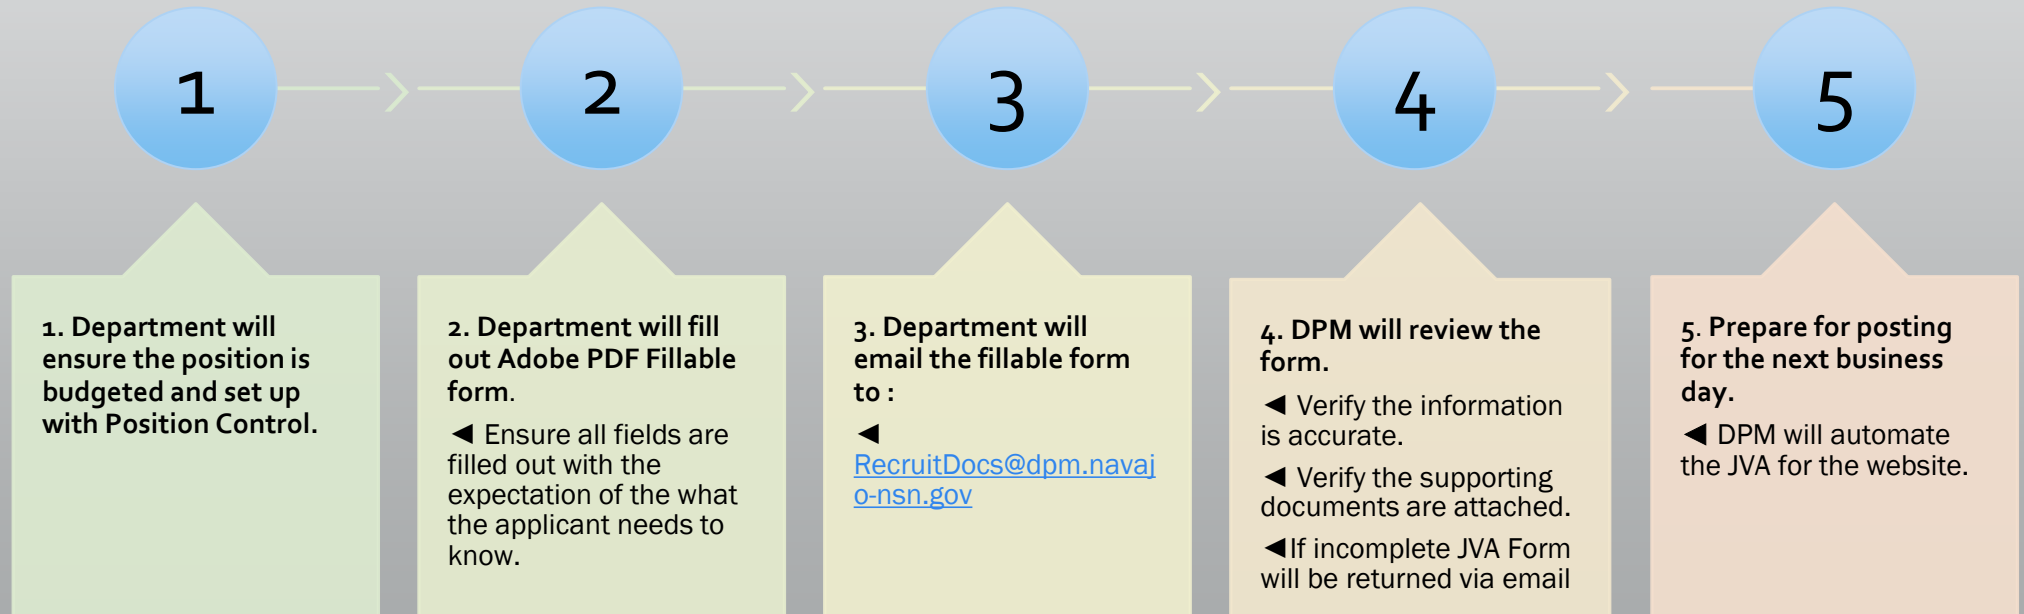 1
2
3
4
5
1. Department will
ensure the position is
budgeted and set up
with Position Control.
2. Department will fill
out Adobe PDF Fillable
form.
◄ Ensure all fields are
filled out with the
expectation of the what
the applicant needs to
know.
3. Department will
email the fillable form
to :
◄
RecruitDocs@dpm.navaj
o-nsn.gov
4. DPM will review the
form.
◄ Verify the information
is accurate.
◄ Verify the supporting
documents are attached.
◄If incomplete JVA Form
will be returned via email
5. Prepare for posting
for the next business
day.
◄ DPM will automate
the JVA for the website.